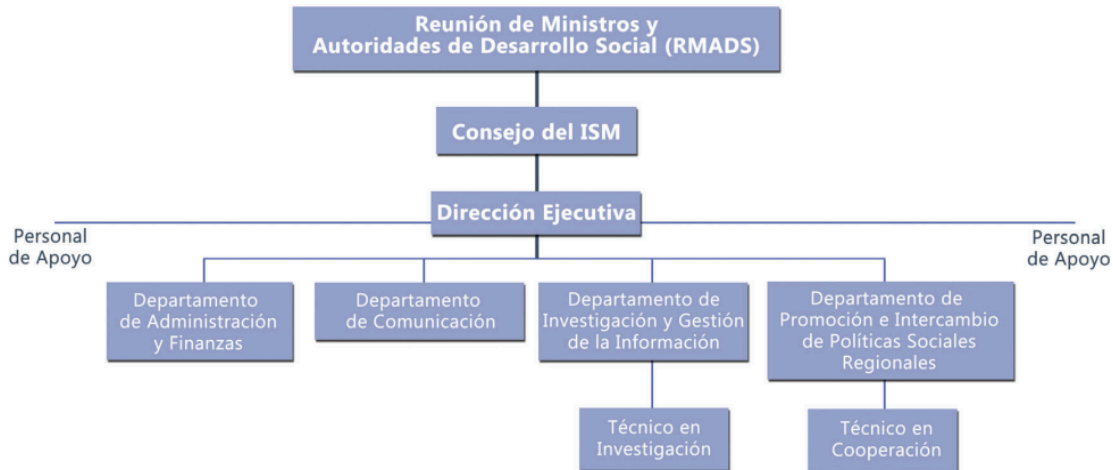 Reunión de Ministros y
Autoridades de Desarrollo Social (RMADS)
Consejo del ISM
Dirección Ejecutiva
Personal
de Apoyo
Personal
de Apoyo
Departamento
de Administración
y Finanzas
Departamento
de Comunicación
Departamento de
Investigación y Gestión
de la Información
Departamento de
Promoción e Intercambio
de Políticas Sociales
Regionales
Técnico en
Investigación
Técnico en
Cooperación